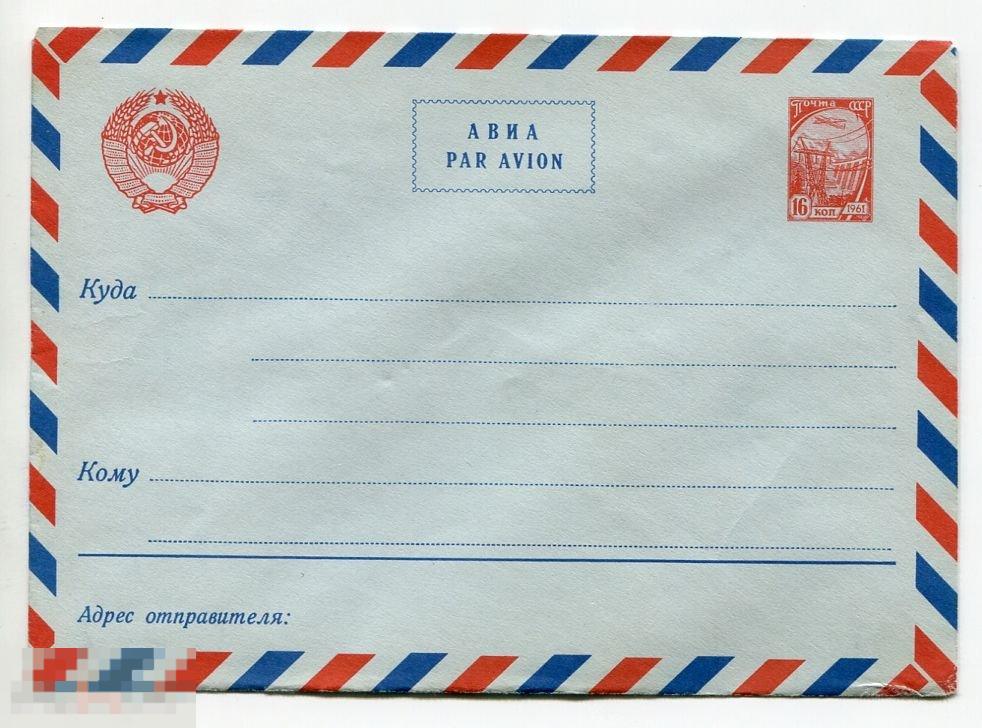 АВИА
PAR AVION
Почта СССР
16 коп 1961
Куда
Кому
Адрес отправителя: